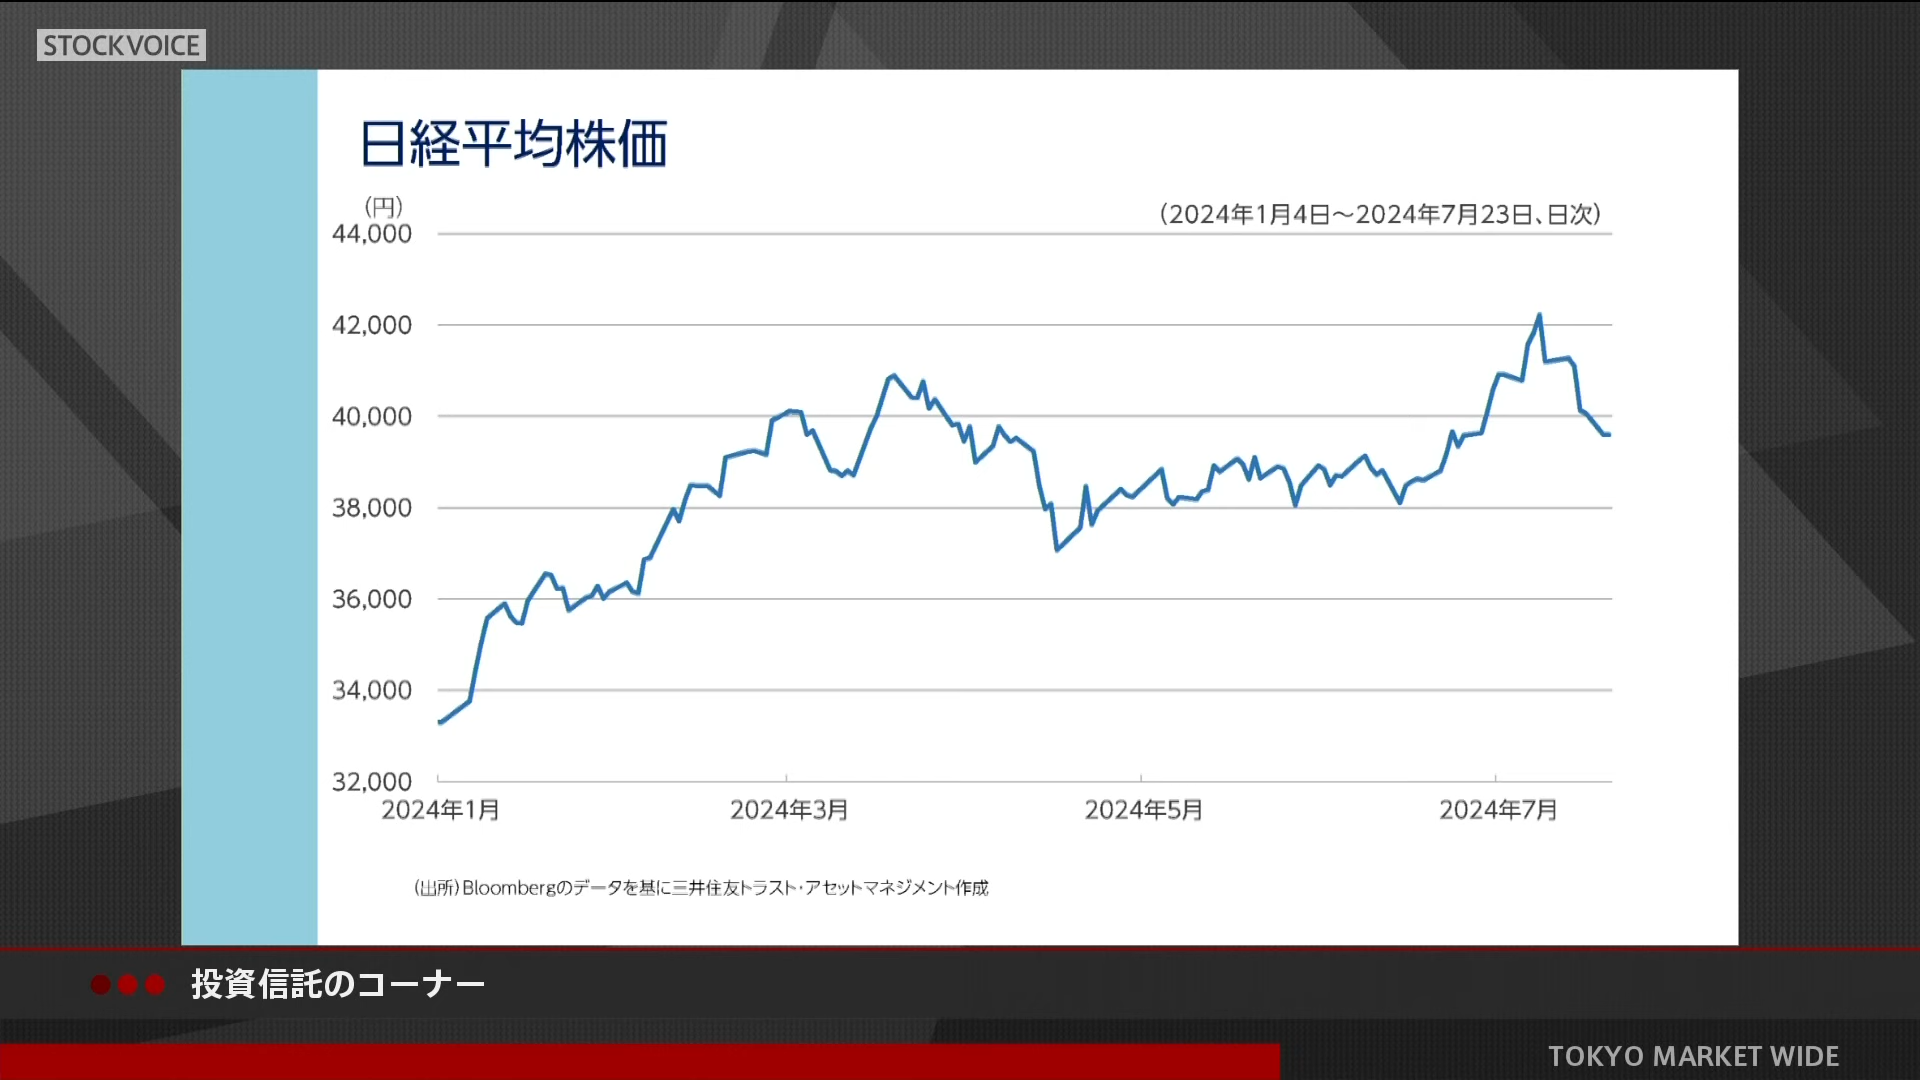 STOCKVOICE
日経平均株価
(円)
(2024年1月4日～2024年7月23日、日次)
44,000
42,000
40,000
38,000
36,000
34,000
32,000
2024年1月 2024年3月 2024年5月 2024年7月
(出所)Bloombergのデータを基に三井住友トラスト・アセットマネジメント作成
投資信託のコーナー
TOKYO MARKET WIDE